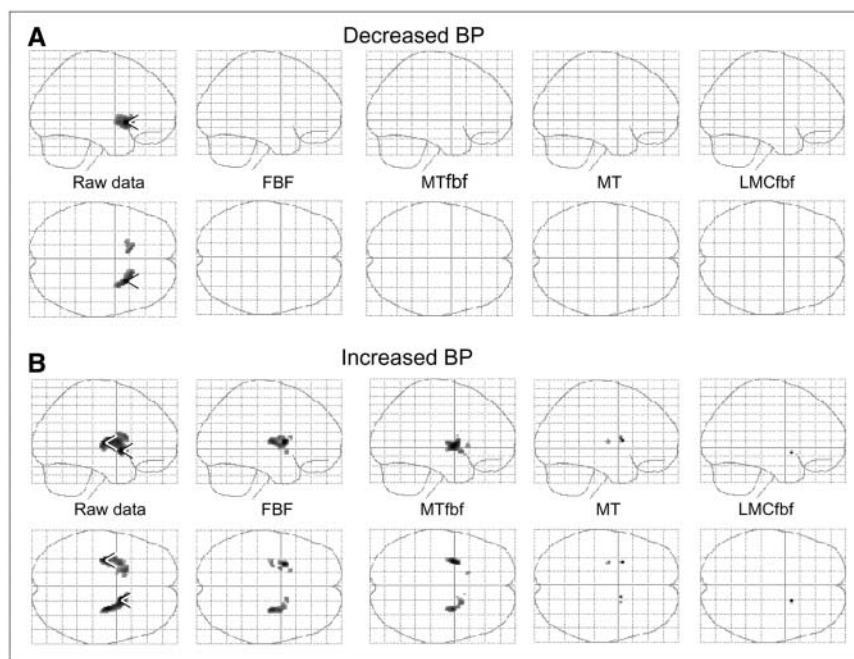 A
Decreased BP
Raw data
FBF
MTfbf
MT
LMCfbf
B
Increased BP
Raw data
FBF
MTfbf
MT
LMCfbf